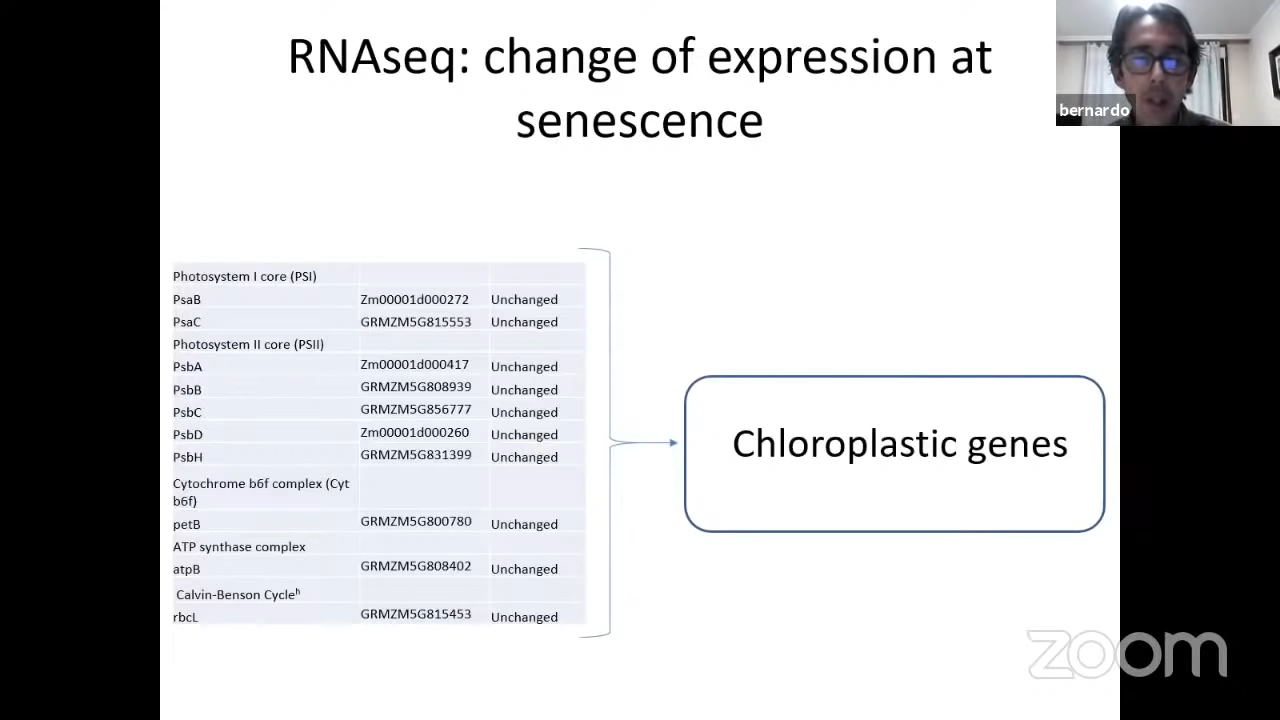 RNAseq: change of expression at
senescence
bernardo
Photosystem I core (PSI)
PsaB Zm00001d000272 Unchanged
PsaC GRMZM5G815553 Unchanged
Photosystem II core (PSII)
PsbA Zm00001d000417 Unchanged
PsbB GRMZM5G808939 Unchanged
PsbC GRMZM5G856777 Unchanged
PsbD Zm00001d000260 Unchanged
PsbH GRMZM5G831399 Unchanged
Cytochrome b6f complex (Cyt
b6f)
petB GRMZM5G800780 Unchanged
ATP synthase complex
atpB GRMZM5G808402 Unchanged
Calvin-Benson Cycleʰ
rbcL GRMZM5G815453 Unchanged
Chloroplastic genes
zoom